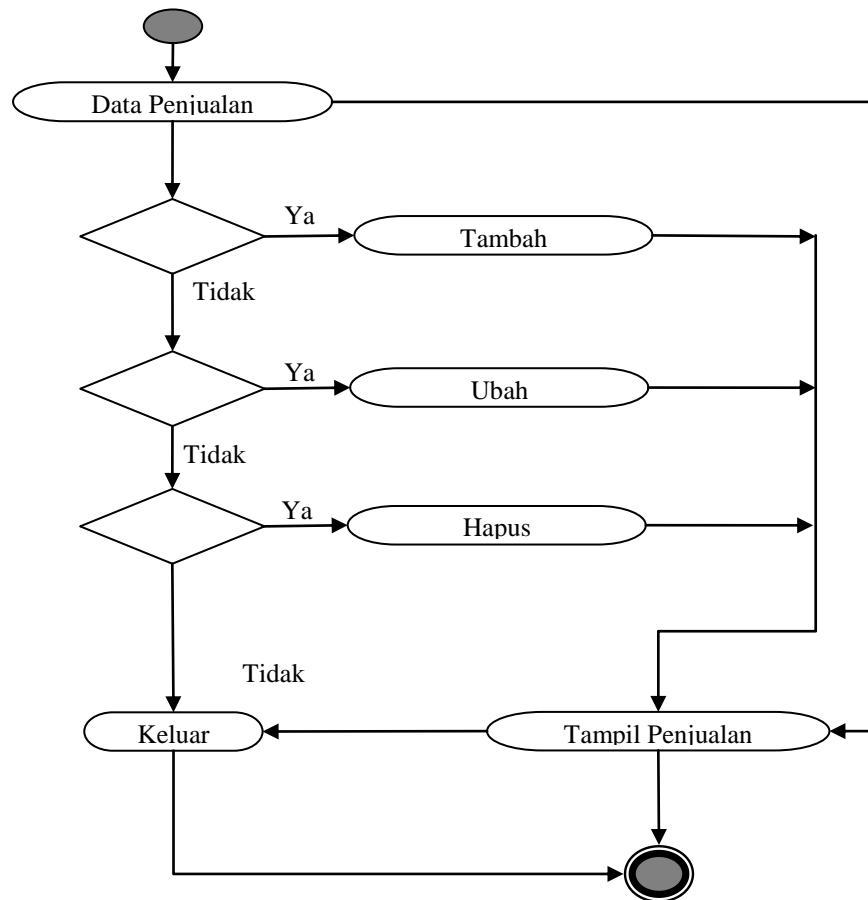 Data Penjualan
Ya
Tambah
Tidak
Ya
Ubah
Tidak
Ya
Hapus
Tidak
Keluar
Tampil Penjualan